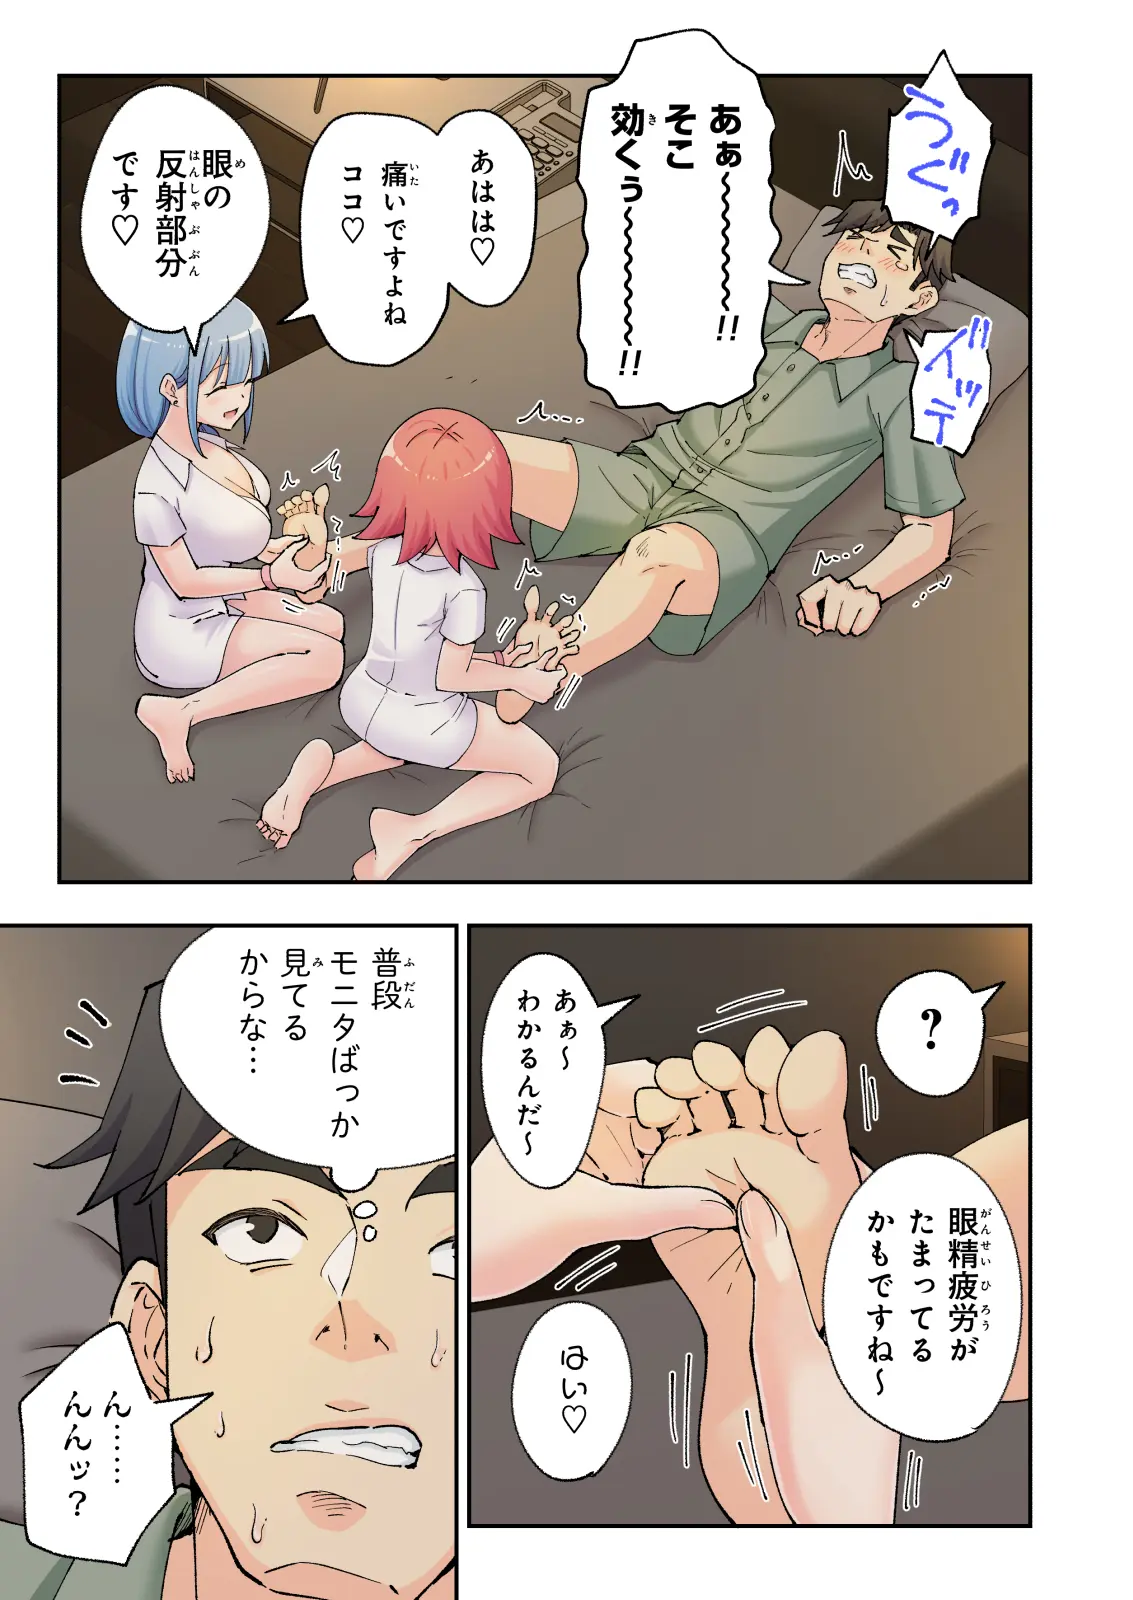 うぐっ
あぁ〜〜〜〜〜!!
そこ
効くぅ〜〜〜〜〜!!
イッテ
あはは♡
痛いですよね
ココ♡
眼の
反射部分
です♡
?
眼精疲労が
たまってる
かもですね〜
あぁ〜
わかるんだ〜
はい♡
普段
モニタばっか
見てる
からな…
ん……
んんッ?